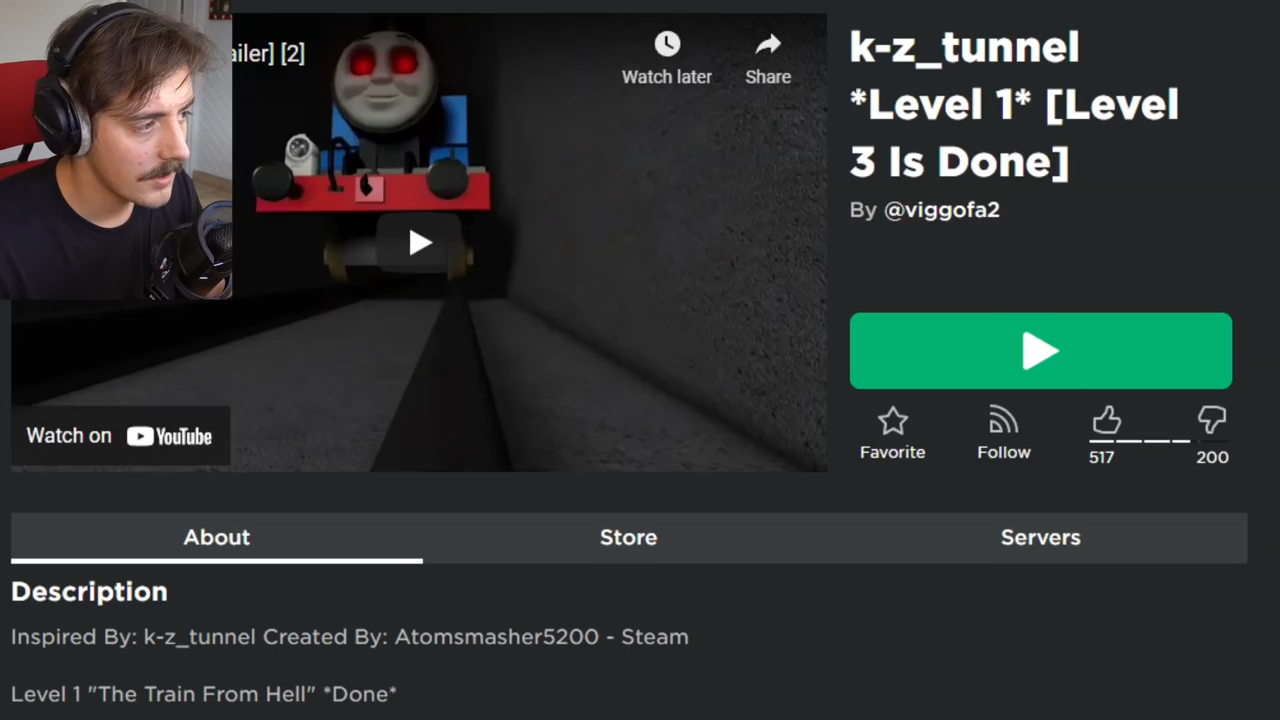 ailer] [2]
Watch later
Share
Watch on YouTube
k-z_tunnel
*Level 1* [Level
3 Is Done]
By @viggofa2
Favorite
Follow
517
200
About
Store
Servers
Description
Inspired By: k-z_tunnel Created By: Atomsmasher5200 - Steam
Level 1 "The Train From Hell" *Done*